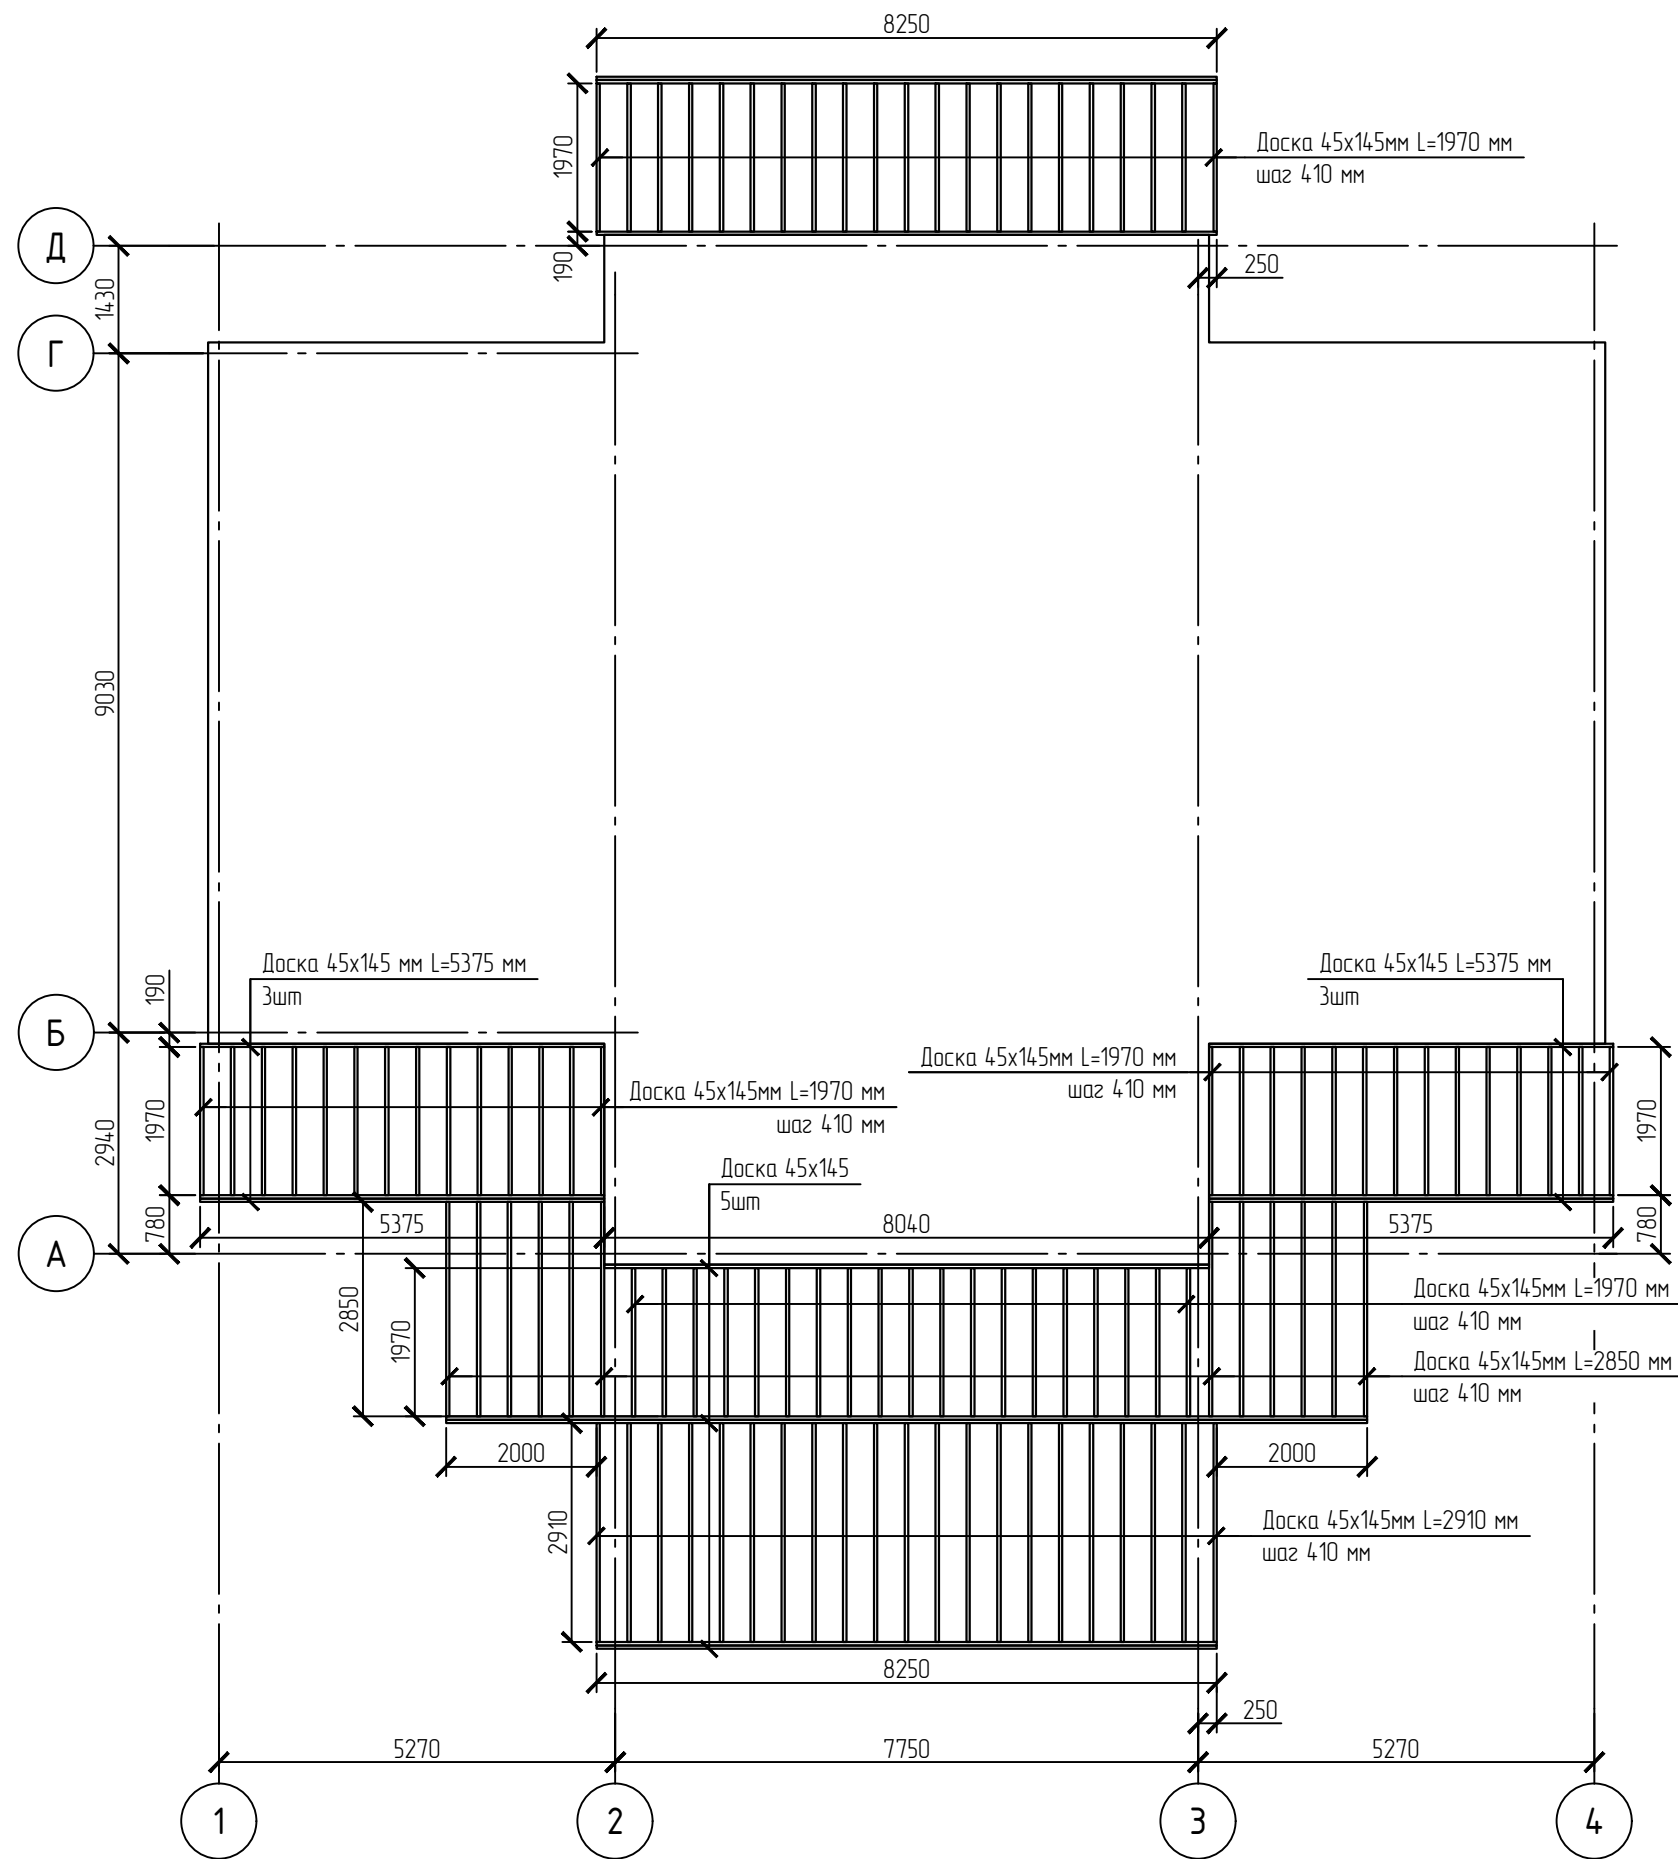 8250
1970
Доска 45х145мм L=1970 мм
шаг 410 мм
Д
190
250
1430
Г
9030
Доска 45х145 мм L=5375 мм
3шт
Доска 45х145 L=5375 мм
3шт
190
Б
Доска 45х145мм L=1970 мм
шаг 410 мм
Доска 45х145мм L=1970 мм
шаг 410 мм
1970
2940
1970
Доска 45х145
5шт
780
5375
8040
5375
780
А
2850
1970
Доска 45х145мм L=1970 мм
шаг 410 мм
Доска 45х145мм L=2850 мм
шаг 410 мм
2000
2000
2910
Доска 45х145мм L=2910 мм
шаг 410 мм
8250
250
5270
7750
5270
1
2
3
4